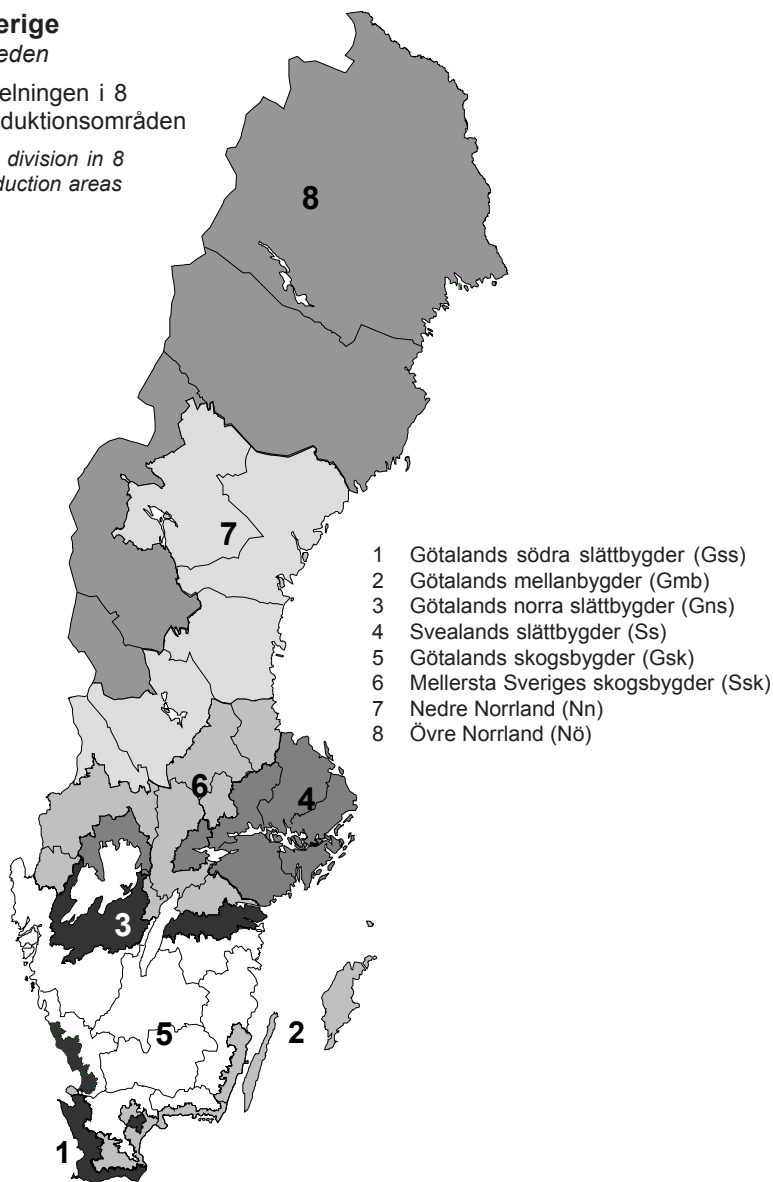 erige
eden
elningen i 8
duktionsområden
division in 8
duction areas
8
7
1 Götalands södra slättbygder (Gss)
2 Götalands mellanbygder (Gmb)
3 Götalands norra slättbygder (Gns)
4 Svealands slättbygder (Ss)
5 Götalands skogsbygder (Gsk)
6 Mellersta Sveriges skogsbygder (Ssk)
7 Nedre Norrland (Nn)
8 Övre Norrland (Nö)
6
4
3
5
2
1